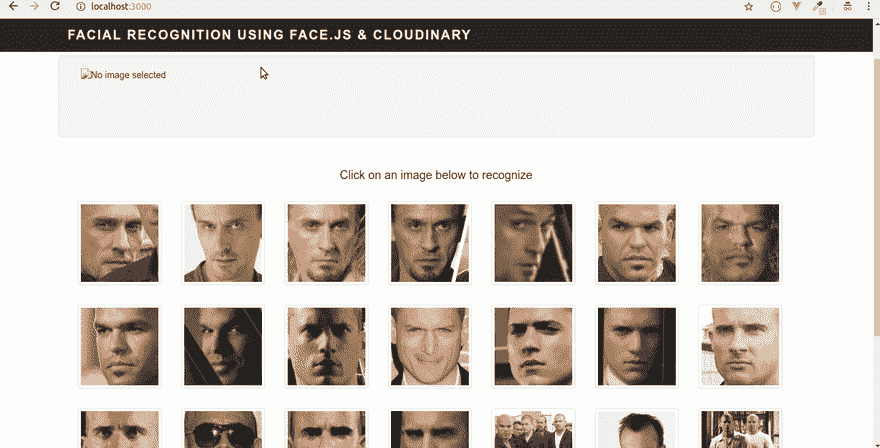 localhost:3000
FACIAL RECOGNITION USING FACE.JS & CLOUDINARY
No image selected
Click on an image below to recognize